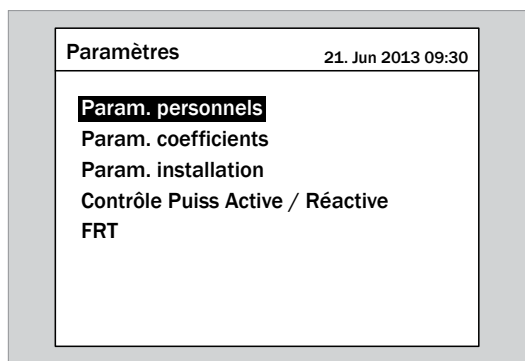 Paramètres
21. Jun 2013 09:30
Param. personnels
Param. coefficients
Param. installation
Contrôle Puiss Active / Réactive
FRT